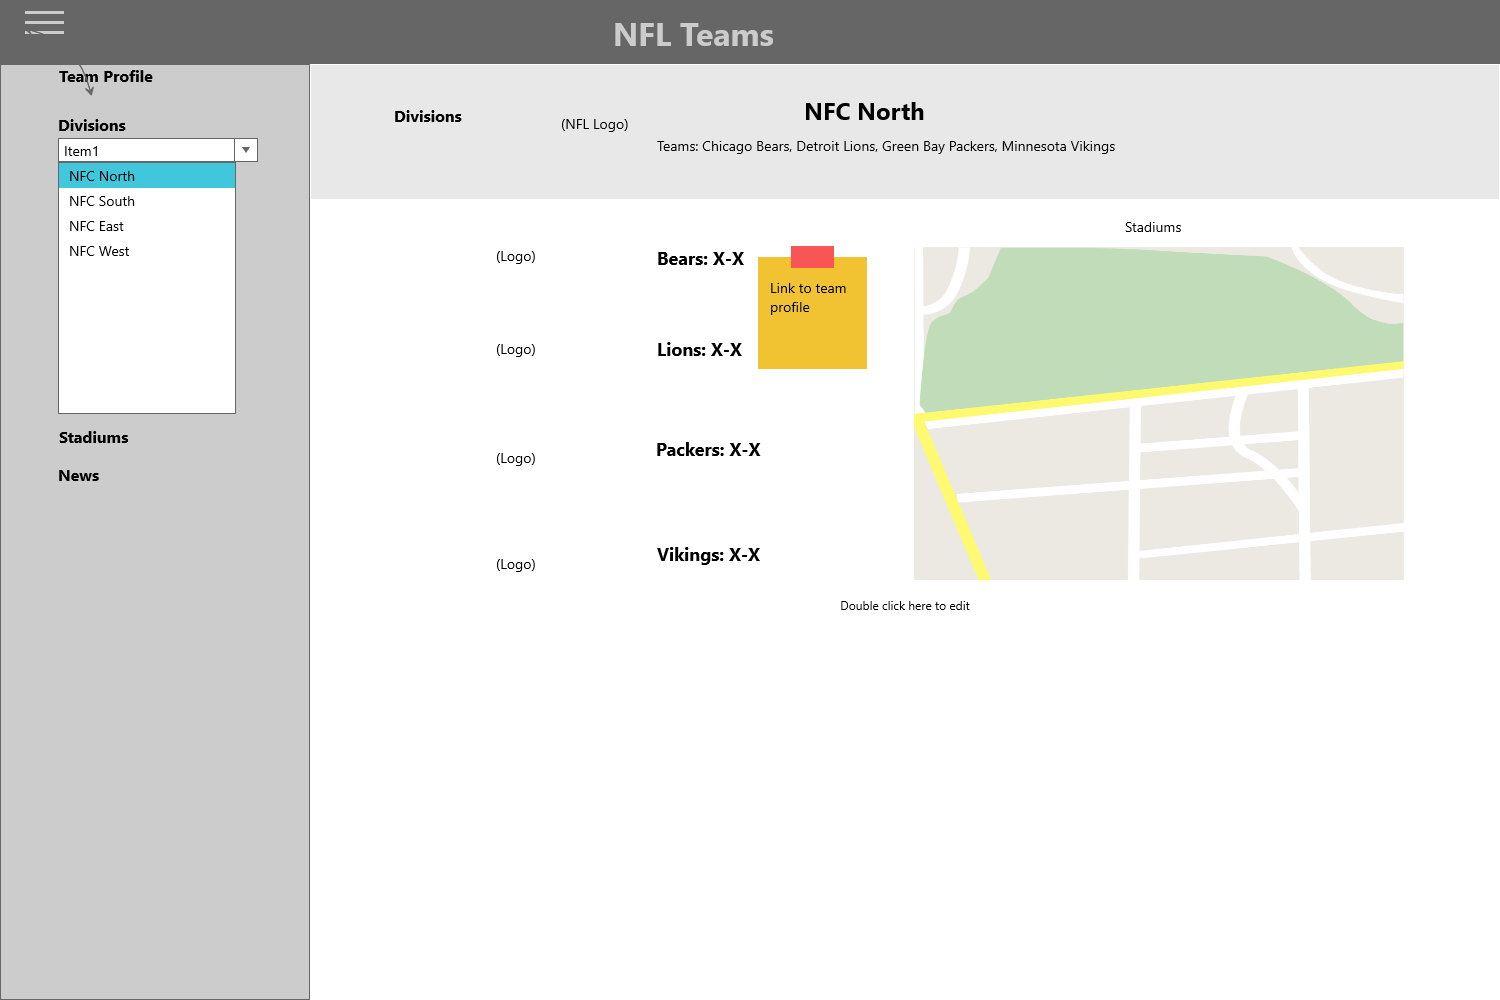 NFL Teams
Team Profile
Divisions
Item1
NFC North
NFC South
NFC East
NFC West
Stadiums
News
Divisions
(NFL Logo)
NFC North
Teams: Chicago Bears, Detroit Lions, Green Bay Packers, Minnesota Vikings
Stadiums
(Logo)
Bears: X-X
Link to team
profile
(Logo)
Lions: X-X
(Logo)
Packers: X-X
(Logo)
Vikings: X-X
Double click here to edit